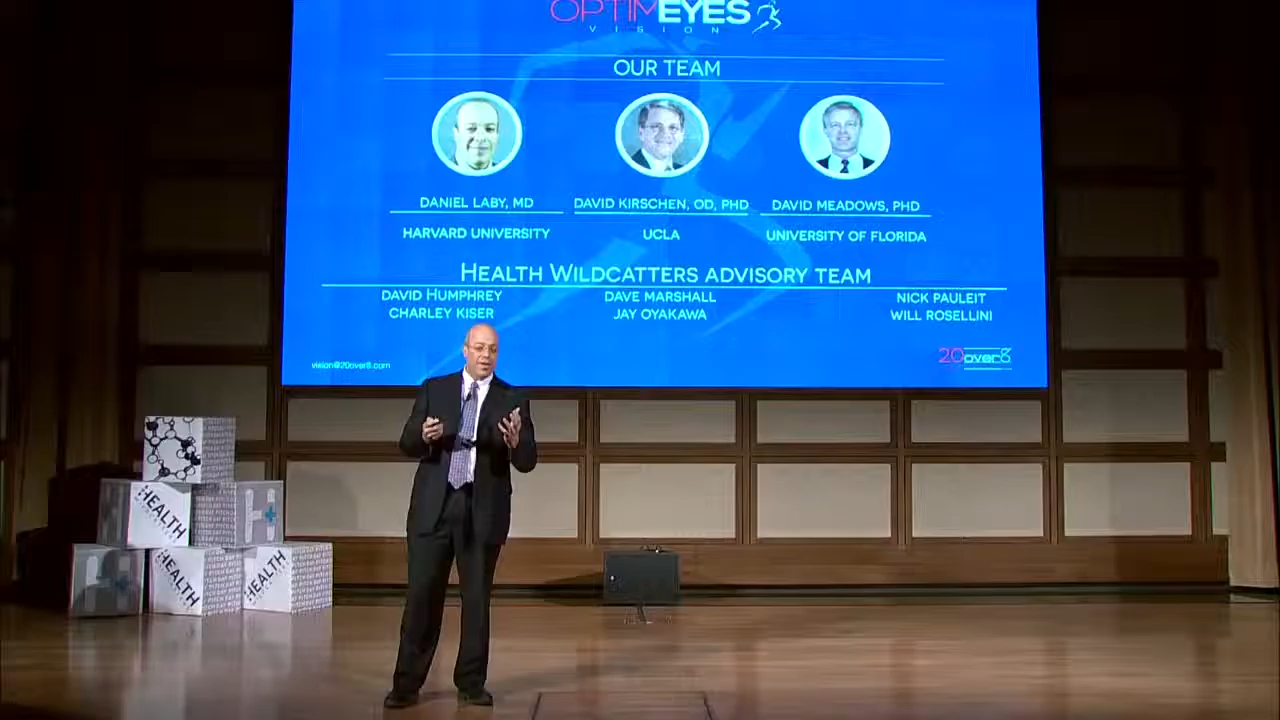 OPTIMEYES
VISION
OUR TEAM
DANIEL LABY, MD
DAVID KIRSCHEN, OD, PHD
DAVID MEADOWS, PHD
HARVARD UNIVERSITY
UCLA
UNIVERSITY OF FLORIDA
HEALTH WILDCATTERS ADVISORY TEAM
DAVID HUMPHREY
DAVE MARSHALL
NICK PAULEIT
CHARLEY KISER
JAY OYAKAWA
WILL ROSELLINI
vision@20over8.com
20over8
HEALTH
HEALTH
HEALTH